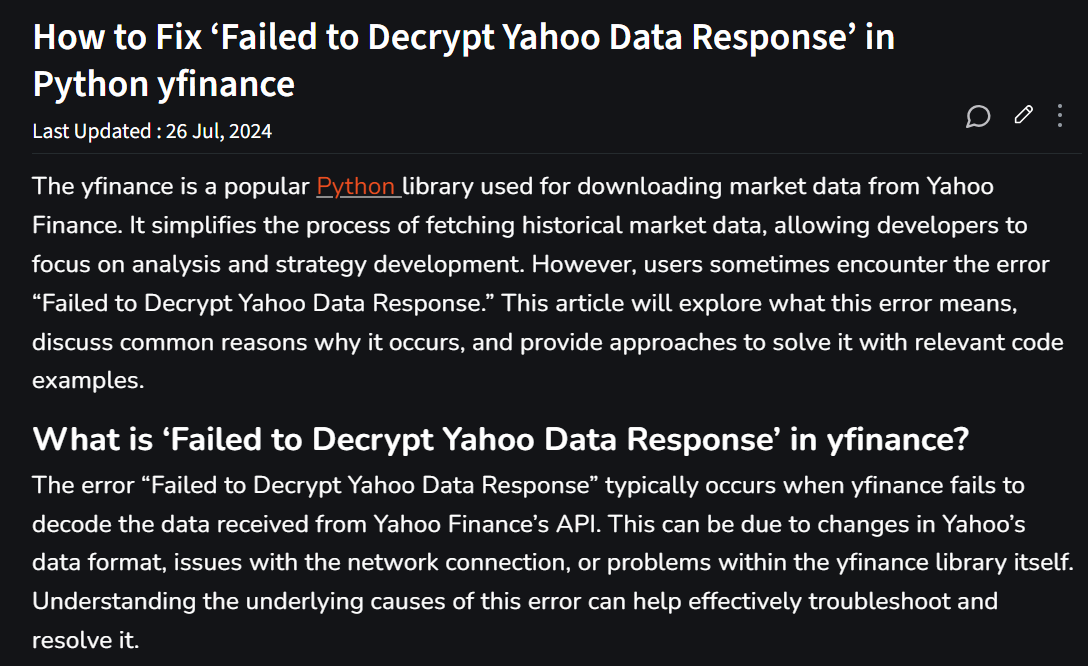 How to Fix ‘Failed to Decrypt Yahoo Data Response’ in
Python yfinance
Last Updated : 26 Jul, 2024
The yfinance is a popular Python library used for downloading market data from Yahoo
Finance. It simplifies the process of fetching historical market data, allowing developers to
focus on analysis and strategy development. However, users sometimes encounter the error
“Failed to Decrypt Yahoo Data Response.” This article will explore what this error means,
discuss common reasons why it occurs, and provide approaches to solve it with relevant code
examples.
What is ‘Failed to Decrypt Yahoo Data Response’ in yfinance?
The error “Failed to Decrypt Yahoo Data Response” typically occurs when yfinance fails to
decode the data received from Yahoo Finance’s API. This can be due to changes in Yahoo’s
data format, issues with the network connection, or problems within the yfinance library itself.
Understanding the underlying causes of this error can help effectively troubleshoot and
resolve it.